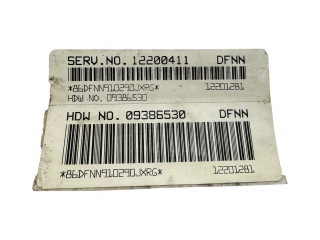 SERV.NO. 12200411 DFNN
*86DFNN910290JXRG* 12201281
HDW NO. 09386530
HDW NO. 09386530 DFNN
*86DFNN910290JXRG* 12201281